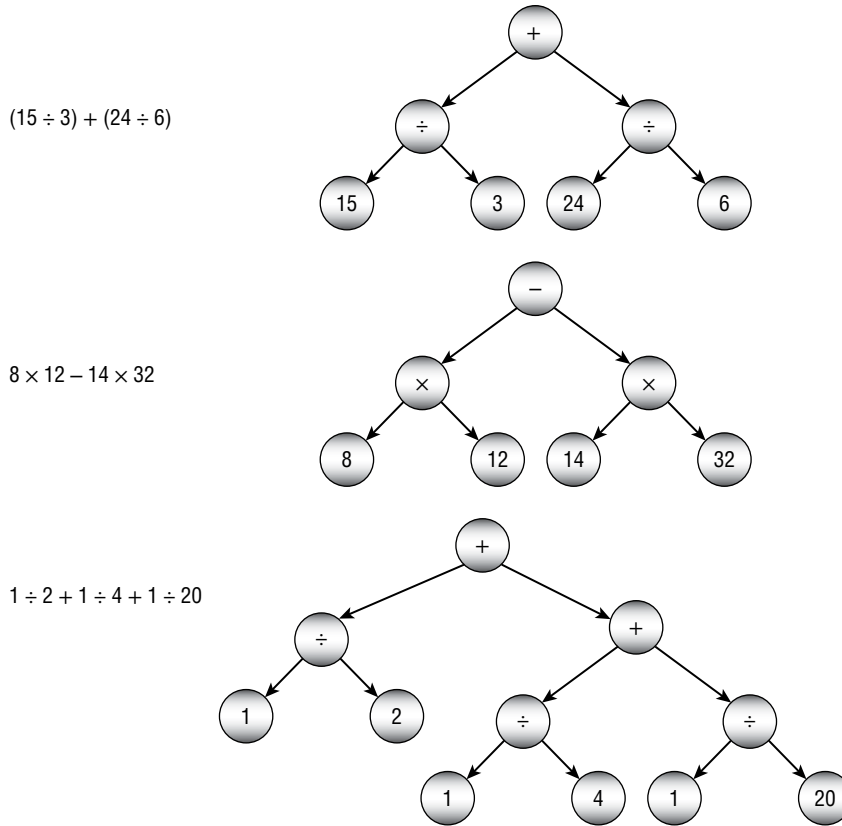 +
(15 ÷ 3) + (24 ÷ 6)
÷ ÷
15 3 24 6
−
8 × 12 − 14 × 32
× ×
8 12 14 32
+
1 ÷ 2 + 1 ÷ 4 + 1 ÷ 20
÷ +
1 2 ÷ ÷
1 4 1 20